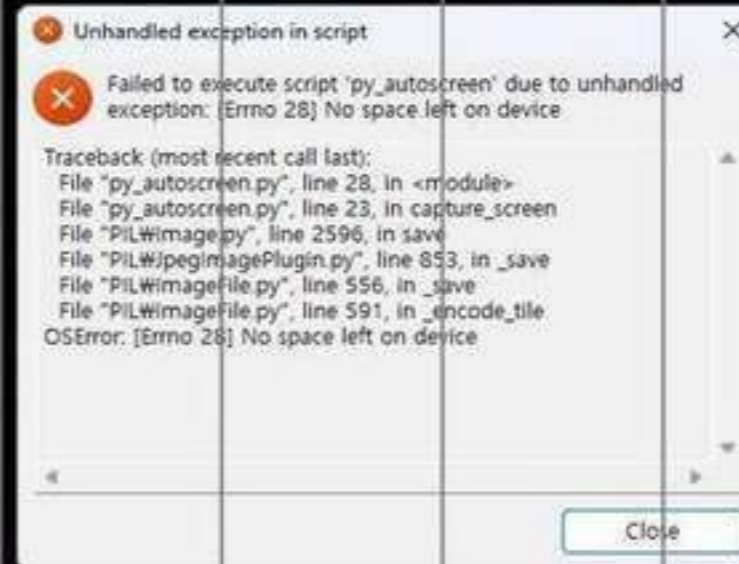 Unhandled exception in script
Failed to execute script 'py_autoscreen' due to unhandled
exception: [Errno 28] No space left on device
Traceback (most recent call last):
File "py_autoscreen.py", line 28, in <module>
File "py_autoscreen.py", line 23, in capture_screen
File "PIL₩Image.py", line 2596, in save
File "PIL₩JpegImagePlugin.py", line 853, in _save
File "PIL₩ImageFile.py", line 556, in _save
File "PIL₩ImageFile.py", line 591, in _encode_tile
OSError: [Errno 28] No space left on device
Close